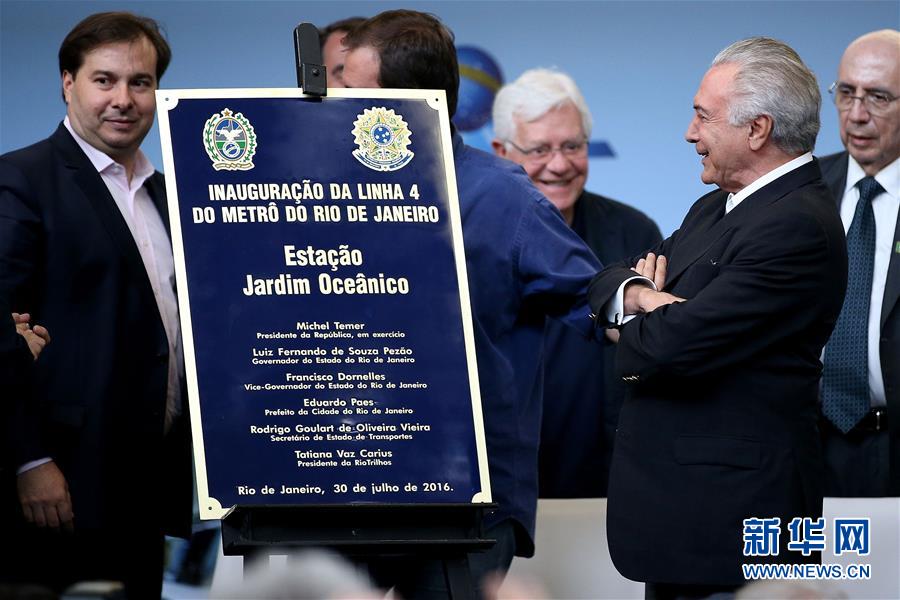 INAUGURAÇÃO DA LINHA 4
DO METRÔ DO RIO DE JANEIRO
Estação
Jardim Oceânico
Michel Temer
Presidente da República, em exercício
Luiz Fernando de Souza Pezão
Governador do Estado do Rio de Janeiro
Francisco Dornelles
Vice-Governador do Estado do Rio de Janeiro
Eduardo Paes
Prefeito da Cidade do Rio de Janeiro
Rodrigo Goulart de Oliveira Vieira
Secretário de Estado de Transportes
Tatiana Vaz Carius
Presidente da RioTrilhos
Rio de Janeiro, 30 de julho de 2016.
新华网
WWW.NEWS.CN